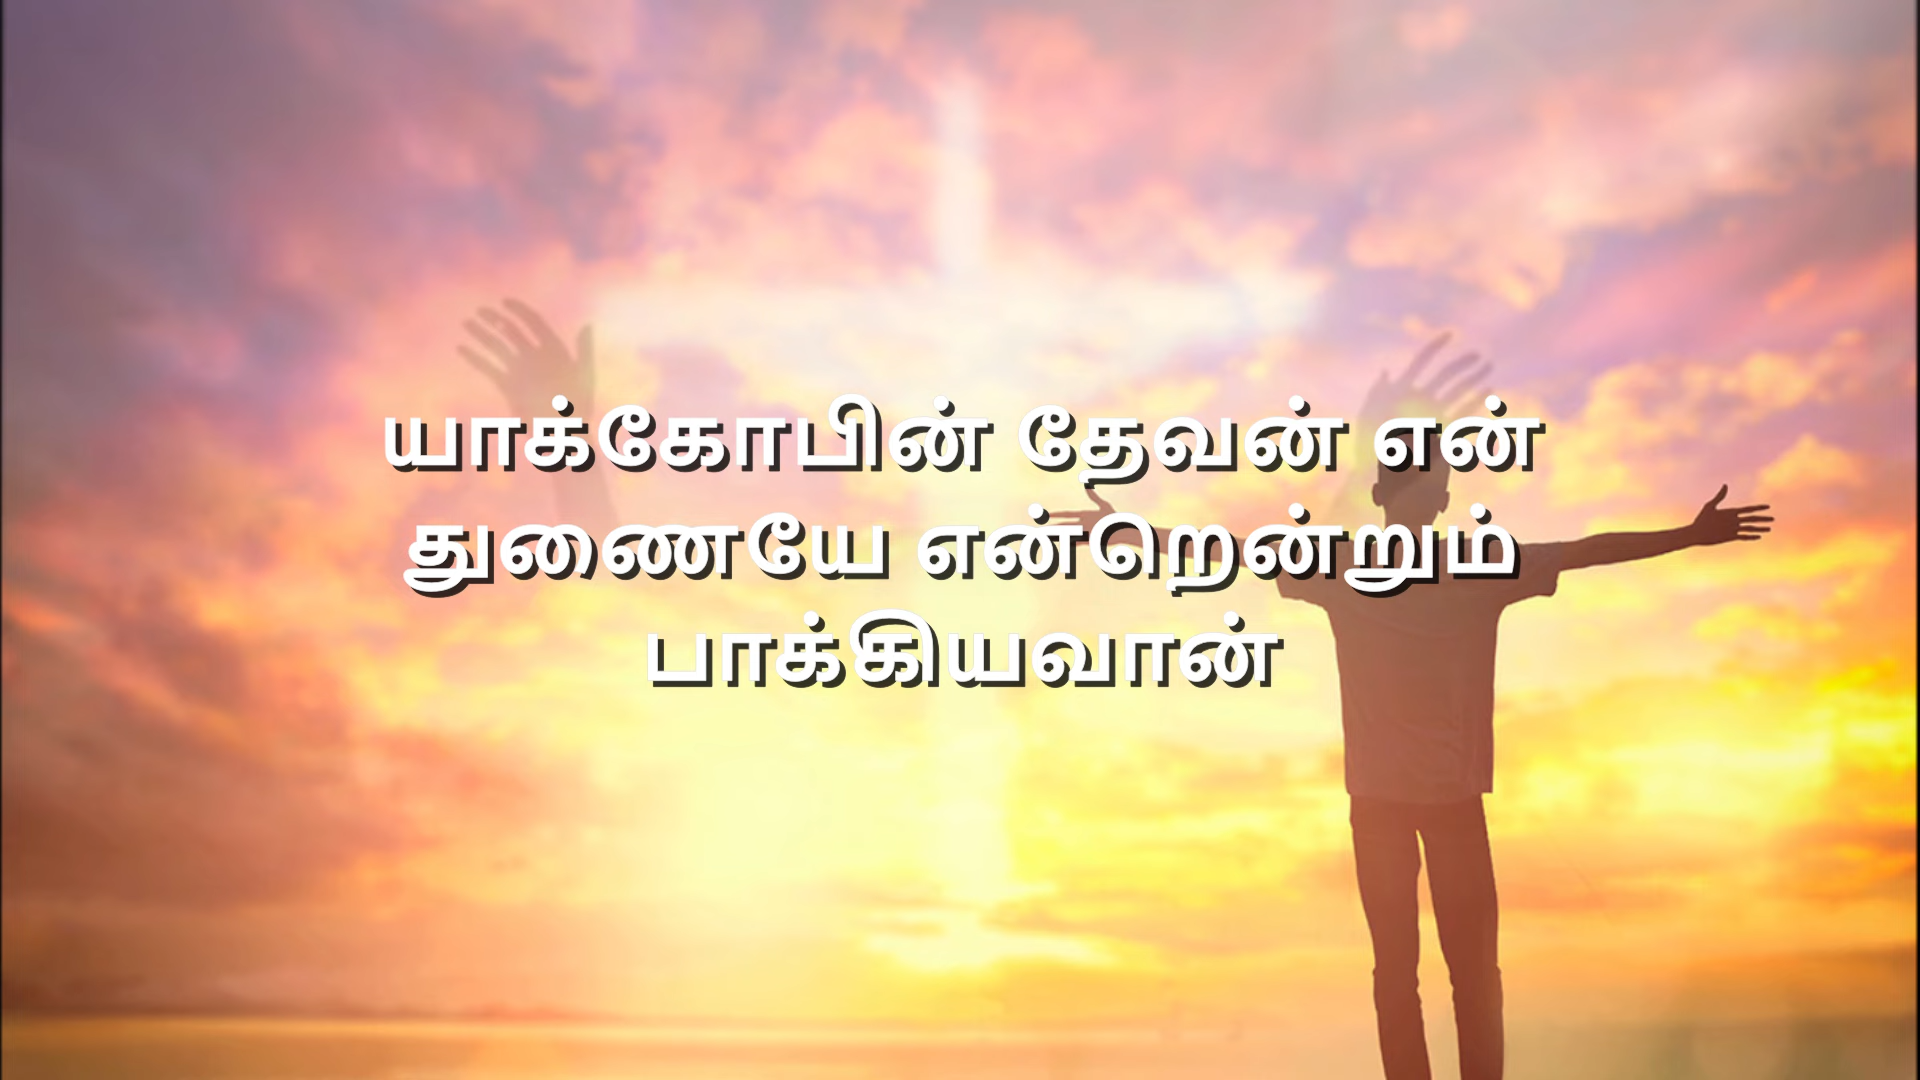 யாக்கோபின் தேவன் என்
துணையே என்றென்றும்
பாக்கியவான்